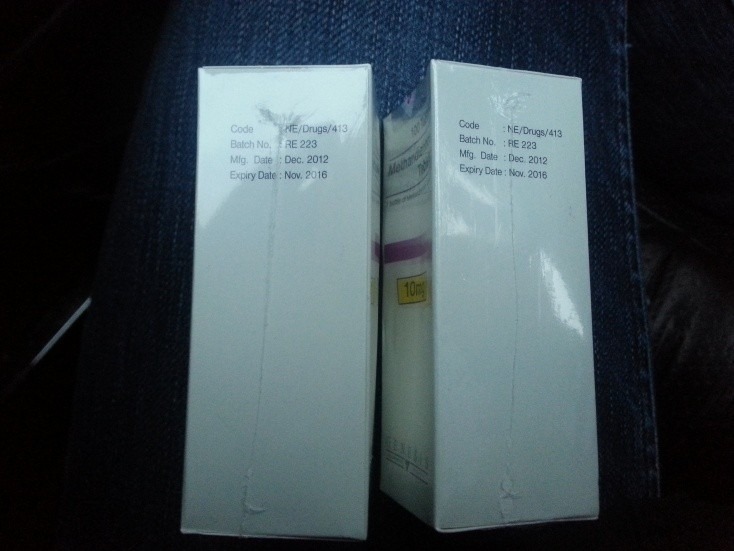 Code : NE/Drugs/413
Batch No. : RE 223
Mfg. Date : Dec. 2012
Expiry Date : Nov. 2016
Code : NE/Drugs/413
Batch No. : RE 223
Mfg. Date : Dec. 2012
Expiry Date : Nov. 2016
10mg